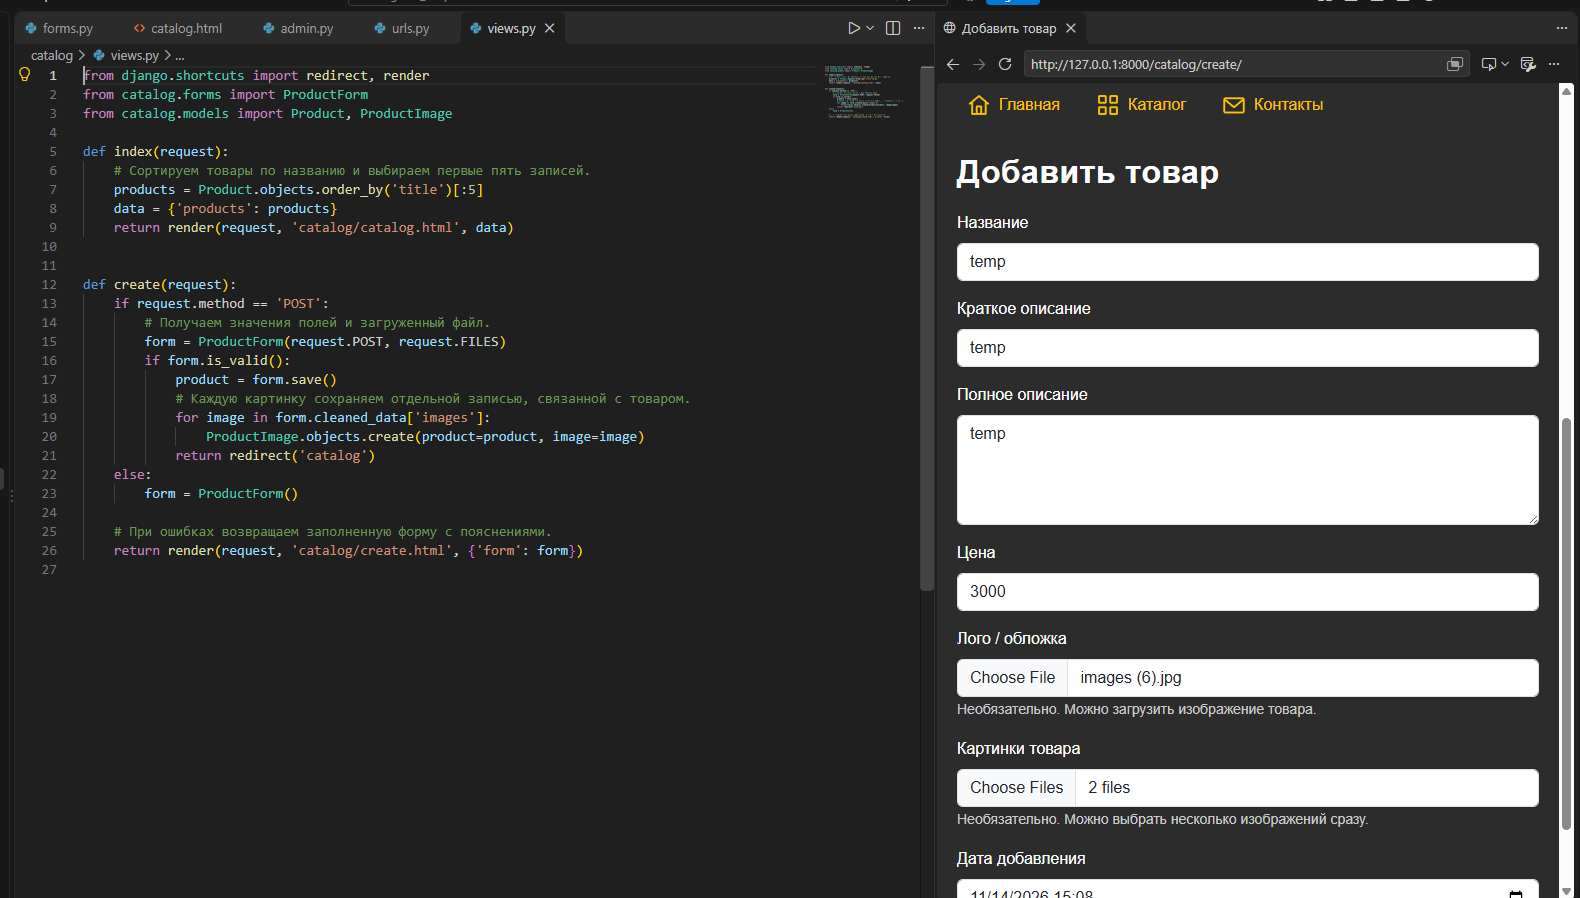 forms.py
catalog.html
admin.py
urls.py
views.py
catalog > views.py > ...
1 from django.shortcuts import redirect, render
2 from catalog.forms import ProductForm
3 from catalog.models import Product, ProductImage
4
5 def index(request):
6 # Сортируем товары по названию и выбираем первые пять записей.
7 products = Product.objects.order_by('title')[:5]
8 data = {'products': products}
9 return render(request, 'catalog/catalog.html', data)
10
11
12 def create(request):
13 if request.method == 'POST':
14 # Получаем значения полей и загруженный файл.
15 form = ProductForm(request.POST, request.FILES)
16 if form.is_valid():
17 product = form.save()
18 # Каждую картинку сохраняем отдельной записью, связанной с товаром.
19 for image in form.cleaned_data['images']:
20 ProductImage.objects.create(product=product, image=image)
21 return redirect('catalog')
22 else:
23 form = ProductForm()
24
25 # При ошибках возвращаем заполненную форму с пояснениями.
26 return render(request, 'catalog/create.html', {'form': form})
27
Добавить товар
http://127.0.0.1:8000/catalog/create/
Главная
Каталог
Контакты
Добавить товар
Название
temp
Краткое описание
temp
Полное описание
temp
Цена
3000
Лого / обложка
Choose File images (6).jpg
Необязательно. Можно загрузить изображение товара.
Картинки товара
Choose Files 2 files
Необязательно. Можно выбрать несколько изображений сразу.
Дата добавления
11/14/2026 15:08